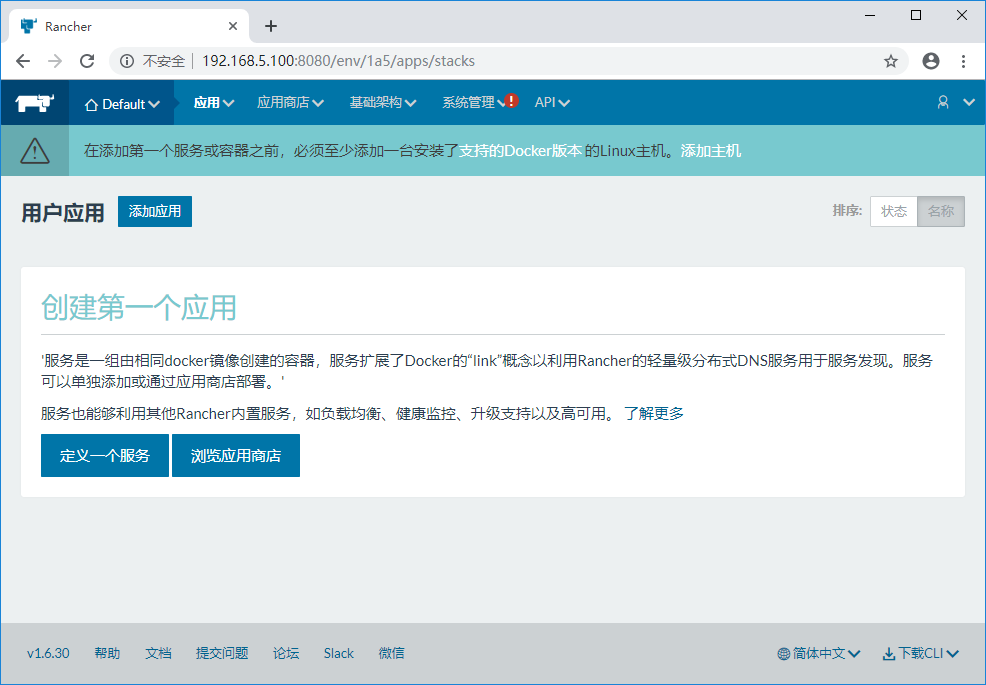 Rancher
不安全 192.168.5.100:8080/env/1a5/apps/stacks
Default 应用 应用商店 基础架构 系统管理 ! API
在添加第一个服务或容器之前，必须至少添加一台安装了支持的Docker版本 的Linux主机。添加主机
用户应用 添加应用 排序: 状态 名称
创建第一个应用
'服务是一组由相同docker镜像创建的容器，服务扩展了Docker的“link”概念以利用Rancher的轻量级分布式DNS服务用于服务发现。服务
可以单独添加或通过应用商店部署。'
服务也能够利用其他Rancher内置服务，如负载均衡、健康监控、升级支持以及高可用。 了解更多
定义一个服务 浏览应用商店
v1.6.30 帮助 文档 提交问题 论坛 Slack 微信 简体中文 下载CLI